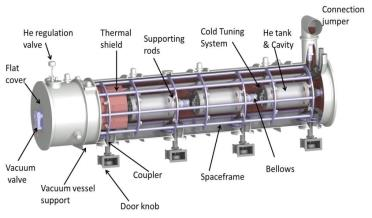 Connection
jumper
He regulation
valve
Thermal
shield
Supporting
rods
Cold Tuning
System
He tank
& Cavity
Flat
cover
Vacuum
valve
Vacuum vessel
support
Coupler
Door knob
Spaceframe
Bellows